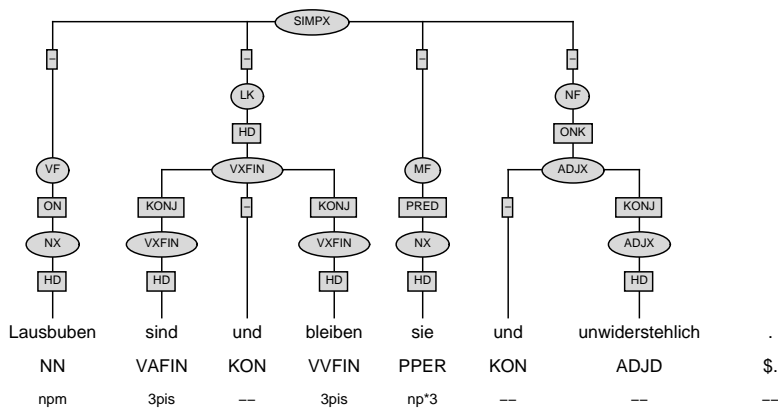 SIMPX
– – – –
LK NF
HD ONK
VF VXFIN MF ADJX
ON KONJ – KONJ PRED – KONJ
NX VXFIN VXFIN NX ADJX
HD HD HD HD HD
Lausbuben sind und bleiben sie und unwiderstehlich .
NN VAFIN KON VVFIN PPER KON ADJD $.
npm 3pis –– 3pis np*3 –– –– ––